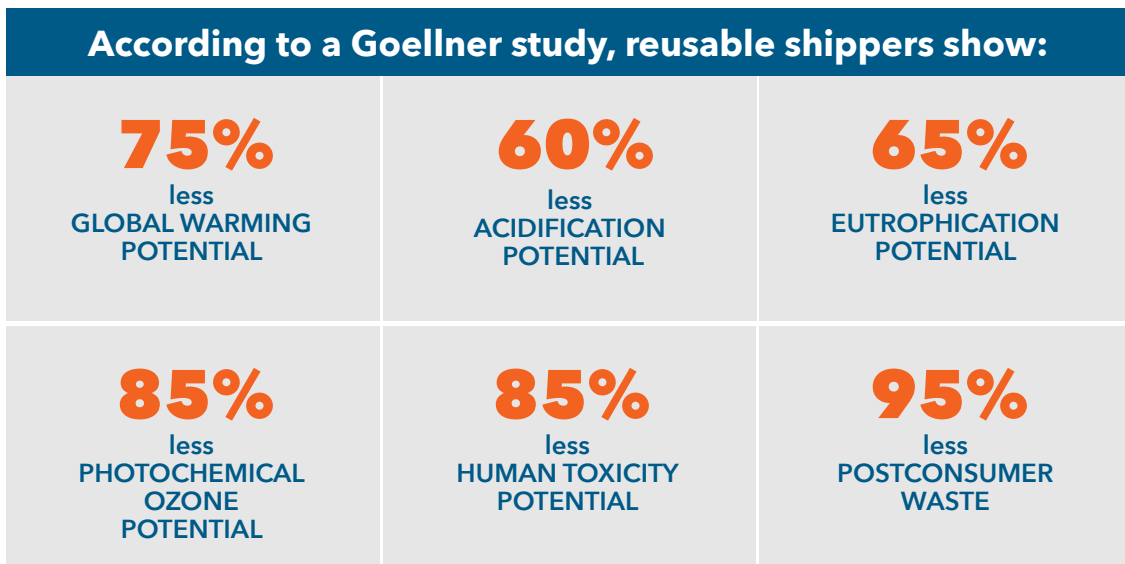 According to a Goellner study, reusable shippers show:
75%
less
GLOBAL WARMING
POTENTIAL
60%
less
ACIDIFICATION
POTENTIAL
65%
less
EUTROPHICATION
POTENTIAL
85%
less
PHOTOCHEMICAL
OZONE
POTENTIAL
85%
less
HUMAN TOXICITY
POTENTIAL
95%
less
POSTCONSUMER
WASTE